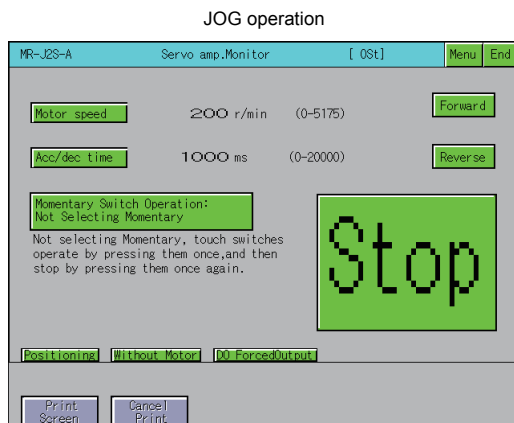 JOG operation
MR-J2S-A Servo amp.Monitor [ OSt] Menu End
Motor speed 200 r/min (0-5175) Forward
Acc/dec time 1000 ms (0-20000) Reverse
Momentary Switch Operation:
Not Selecting Momentary
Not selecting Momentary, touch switches
operate by pressing them once,and then
stop by pressing them once again.
Stop
Positioning Without Motor DO ForcedOutput
Print Cancel
Screen Print